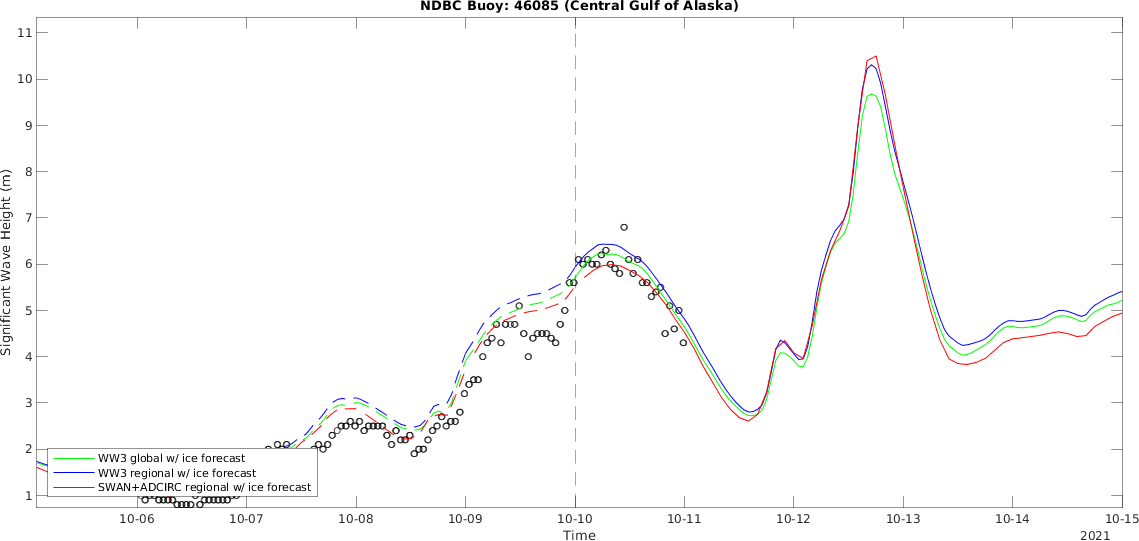 NDBC Buoy: 46085 (Central Gulf of Alaska)
11
10
9
8
7
6
5
4
3
2
1
Significant Wave Height (m)
WW3 global w/ ice forecast
WW3 regional w/ ice forecast
SWAN+ADCIRC regional w/ ice forecast
10-06 10-07 10-08 10-09 10-10 10-11 10-12 10-13 10-14 10-15
Time
2021